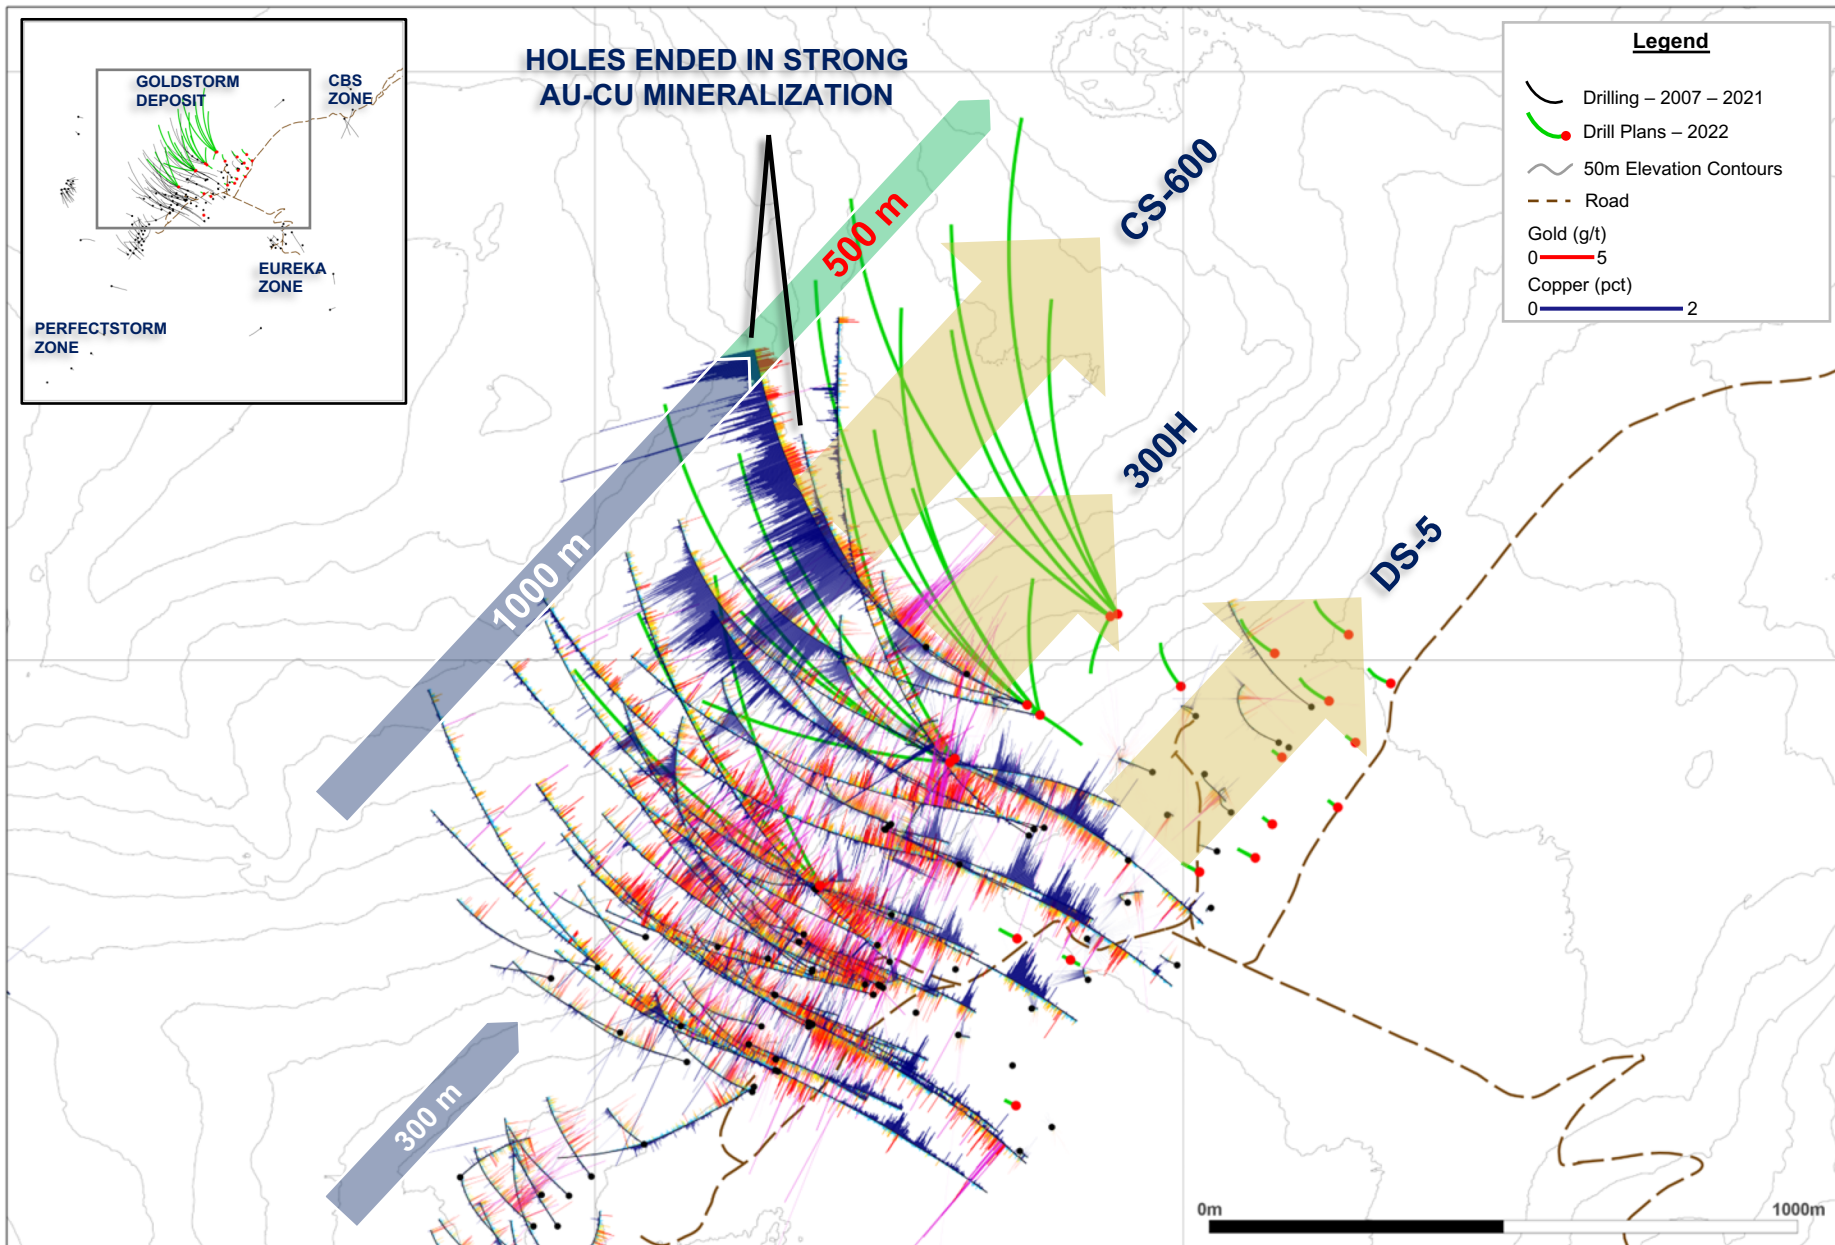 GOLDSTORM
DEPOSIT
CBS
ZONE
EUREKA
ZONE
PERFECTSTORM
ZONE
HOLES ENDED IN STRONG
AU-CU MINERALIZATION
500 m
CS-600
1000 m
300H
DS-5
300 m
Legend
Drilling – 2007 – 2021
Drill Plans – 2022
50m Elevation Contours
Road
Gold (g/t)
0 5
Copper (pct)
0 2
0m 1000m